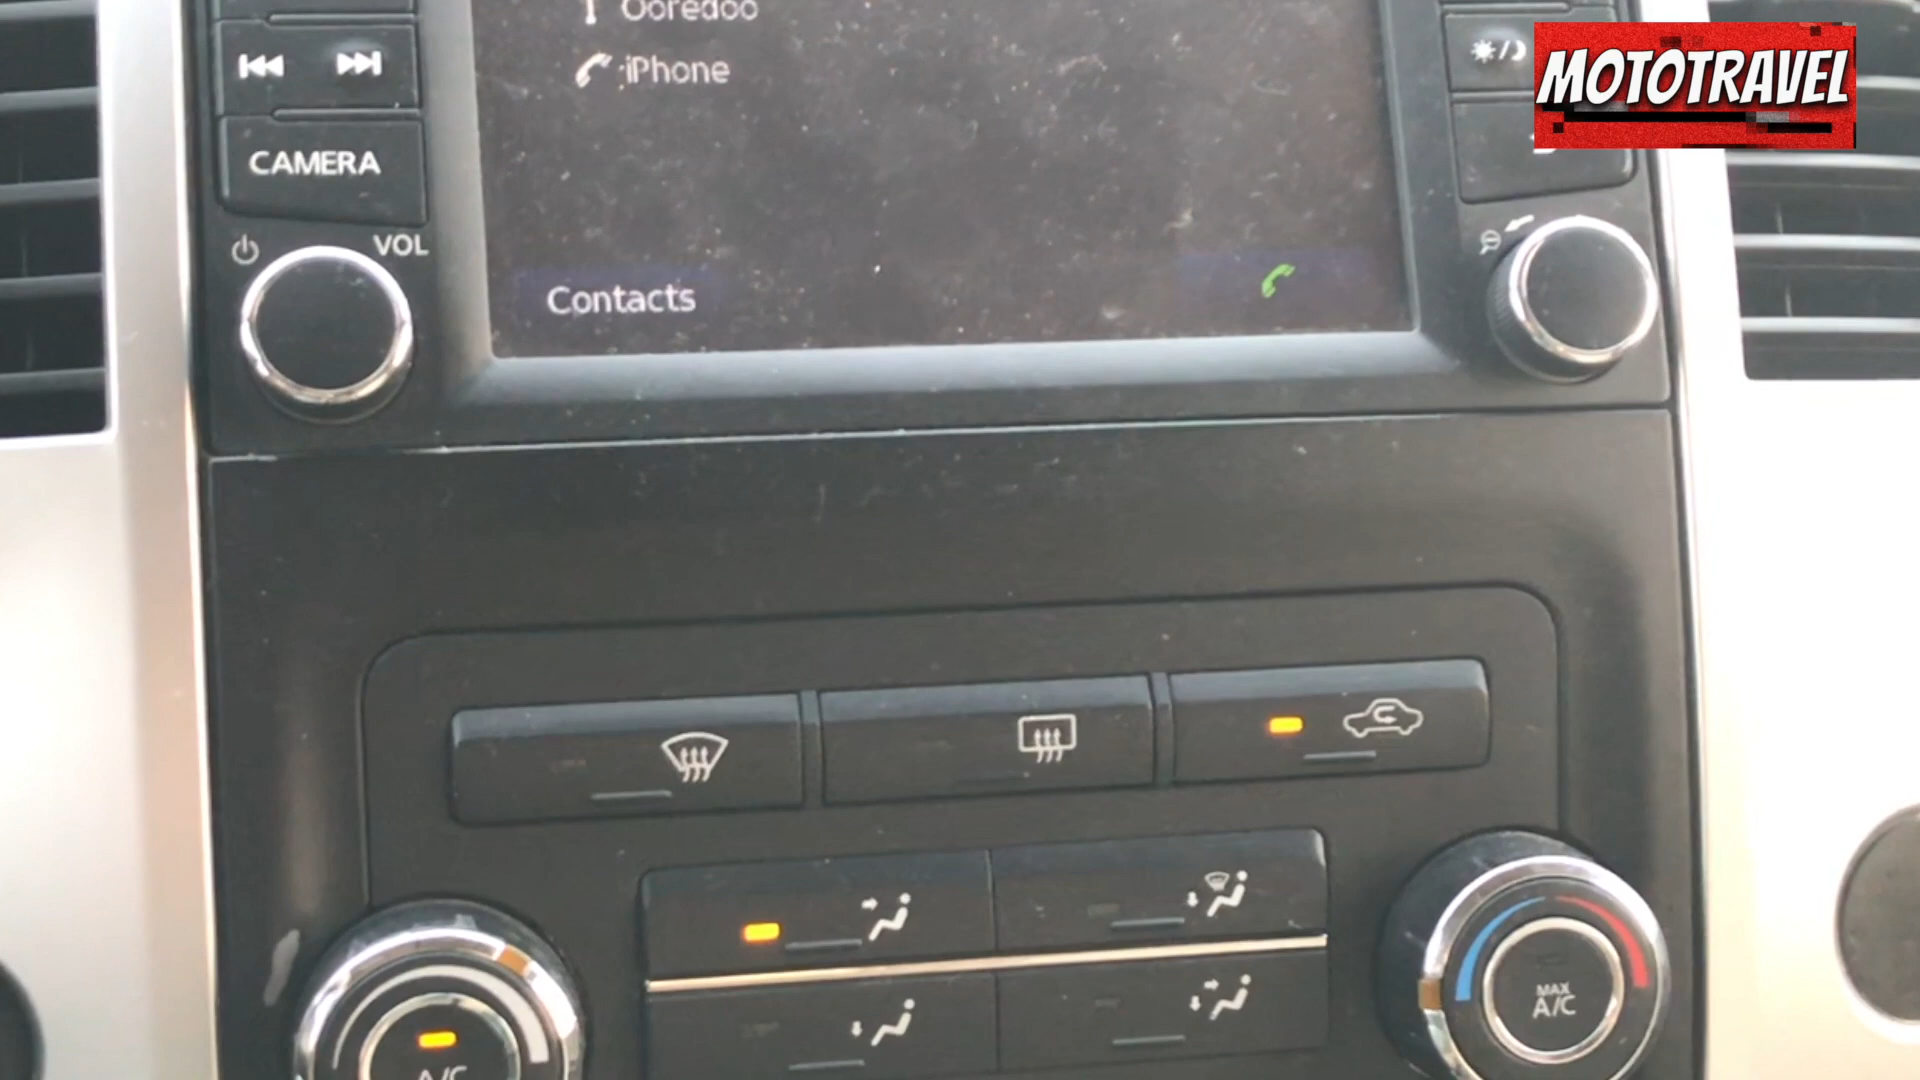 Ooredoo
iPhone
MOTOTRAVEL
CAMERA
VOL
Contacts
MAX
A/C
A/C